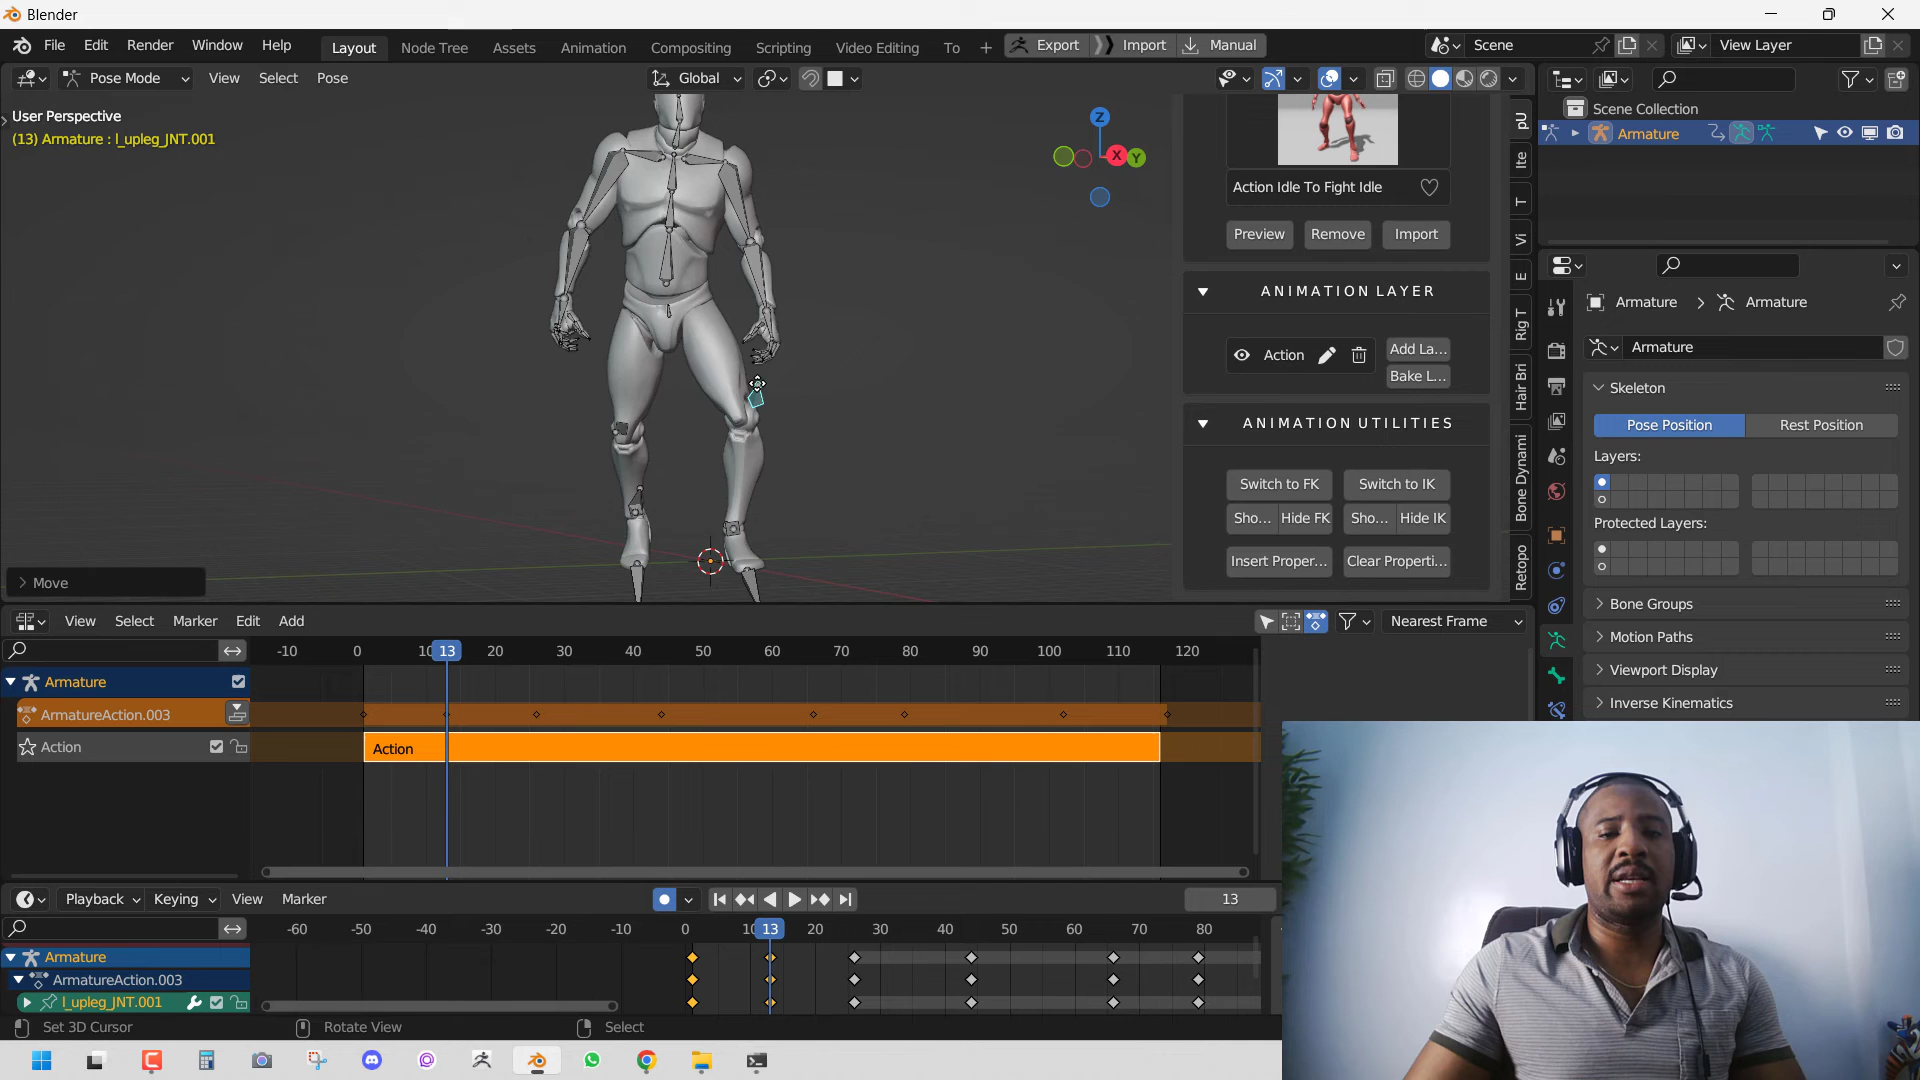 Blender
File Edit Render Window Help Layout Node Tree Assets Animation Compositing Scripting Video Editing To + Export Import Manual Scene View Layer
Pose Mode View Select Pose Global
User Perspective
(13) Armature : l_upleg_JNT.001
Z
X
Y
Move
Action Idle To Fight Idle
Preview Remove Import
ANIMATION LAYER
Action Add La...
Bake L...
ANIMATION UTILITIES
Switch to FK Switch to IK
Sho... Hide FK Sho... Hide IK
Insert Proper... Clear Properti...
pU
Ite
T
Vi
E
Rig T
Hair Bri
Bone Dynami
Retopo
Scene Collection
Armature
Armature > Armature
Armature
Skeleton
Pose Position Rest Position
Layers:
Protected Layers:
Bone Groups
Motion Paths
Viewport Display
Inverse Kinematics
View Select Marker Edit Add Nearest Frame
-10 0 10 13 20 30 40 50 60 70 80 90 100 110 120
Armature
ArmatureAction.003
Action Action
Playback Keying View Marker 13
-60 -50 -40 -30 -20 -10 0 10 13 20 30 40 50 60 70 80
Armature
ArmatureAction.003
l_upleg_JNT.001
Set 3D Cursor Rotate View Select